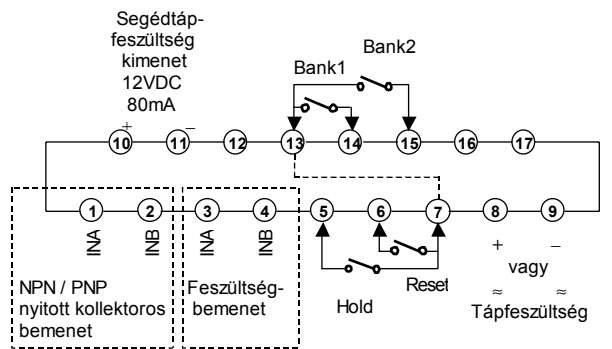 Segédtáp-
feszültség
kimenet
12VDC
80mA
+ −
Bank1
Bank2
10 11 12 13 14 15 16 17
1 2 3 4 5 6 7 8 9
INA INB INA INB
+ −
vagy
≈ ≈
Tápfeszültség
NPN / PNP
nyitott kollektoros
bemenet
Feszültség-
bemenet
Hold
Reset